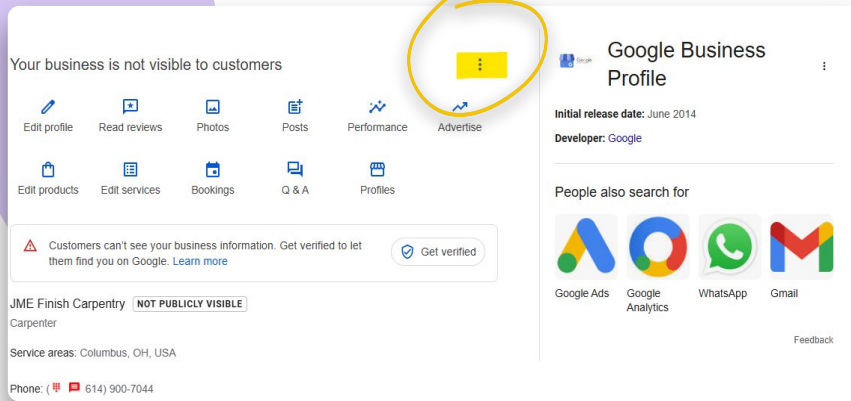 Your business is not visible to customers
Edit profile
Read reviews
Photos
Posts
Performance
Advertise
Edit products
Edit services
Bookings
Q & A
Profiles
Customers can't see your business information. Get verified to let
them find you on Google. Learn more
Get verified
JME Finish Carpentry NOT PUBLICLY VISIBLE
Carpenter
Service areas: Columbus, OH, USA
Phone: ( 614) 900-7044
Google
Google Business
Profile
Initial release date: June 2014
Developer: Google
People also search for
Google Ads
Google
Analytics
WhatsApp
Gmail
Feedback